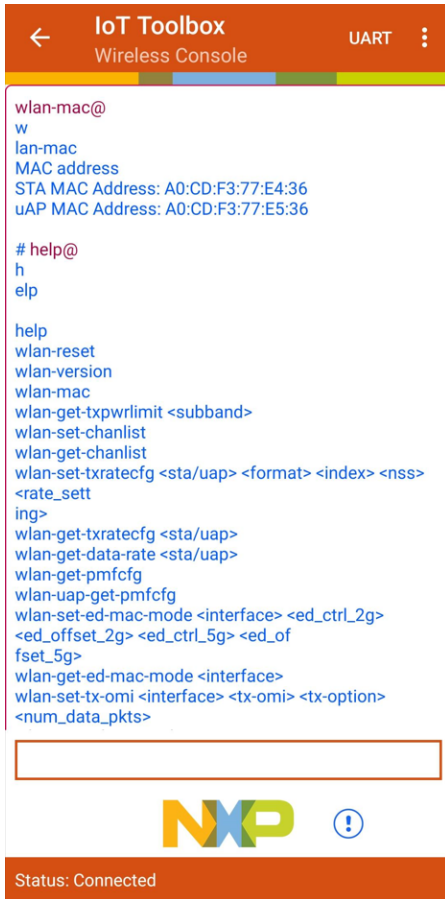 IoT Toolbox
Wireless Console
UART
wlan-mac@
w
lan-mac
MAC address
STA MAC Address: A0:CD:F3:77:E4:36
uAP MAC Address: A0:CD:F3:77:E5:36
# help@
h
elp
help
wlan-reset
wlan-version
wlan-mac
wlan-get-txpwrlimit <subband>
wlan-set-chanlist
wlan-get-chanlist
wlan-set-txratecfg <sta/uap> <format> <index> <nss>
<rate_sett
ing>
wlan-get-txratecfg <sta/uap>
wlan-get-data-rate <sta/uap>
wlan-get-pmfcfg
wlan-uap-get-pmfcfg
wlan-set-ed-mac-mode <interface> <ed_ctrl_2g>
<ed_offset_2g> <ed_ctrl_5g> <ed_of
fset_5g>
wlan-get-ed-mac-mode <interface>
wlan-set-tx-omi <interface> <tx-omi> <tx-option>
<num_data_pkts>
NXP
Status: Connected